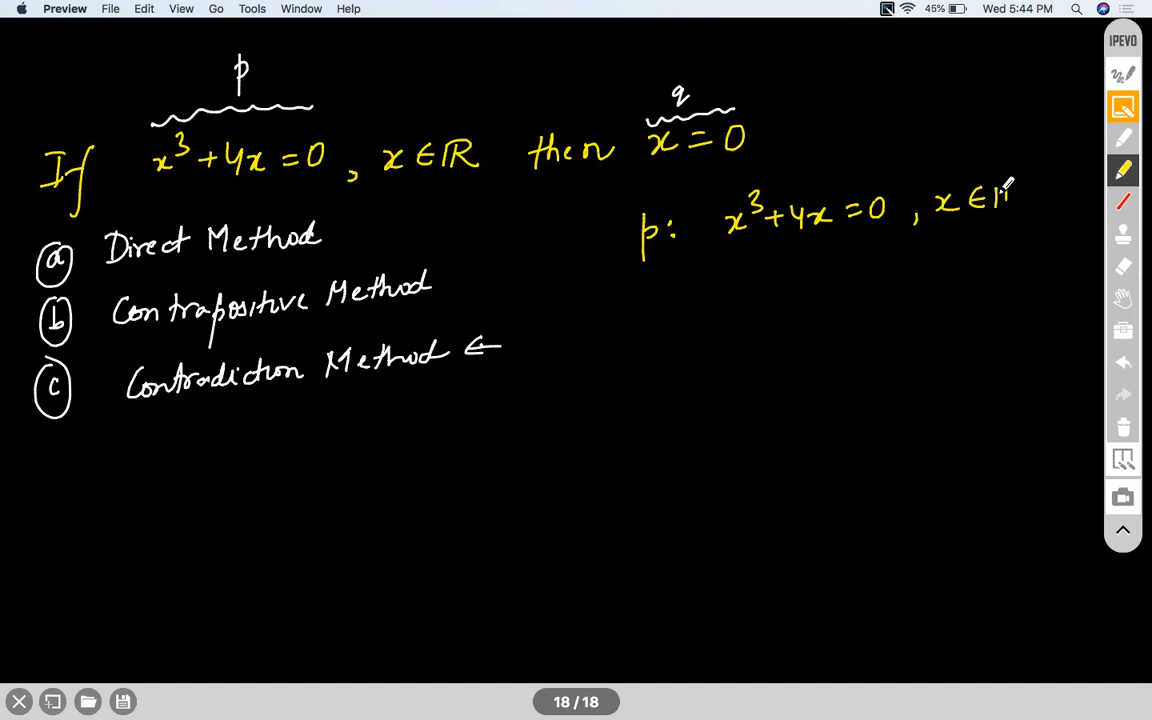 Preview File Edit View Go Tools Window Help 45% Wed 5:44 PM
IPEVO
p
q
If x³+4x=0, x∈ℝ then x=0
p: x³+4x=0, x∈
a Direct Method
b Contrapositive Method
c Contradiction Method ←
18 / 18